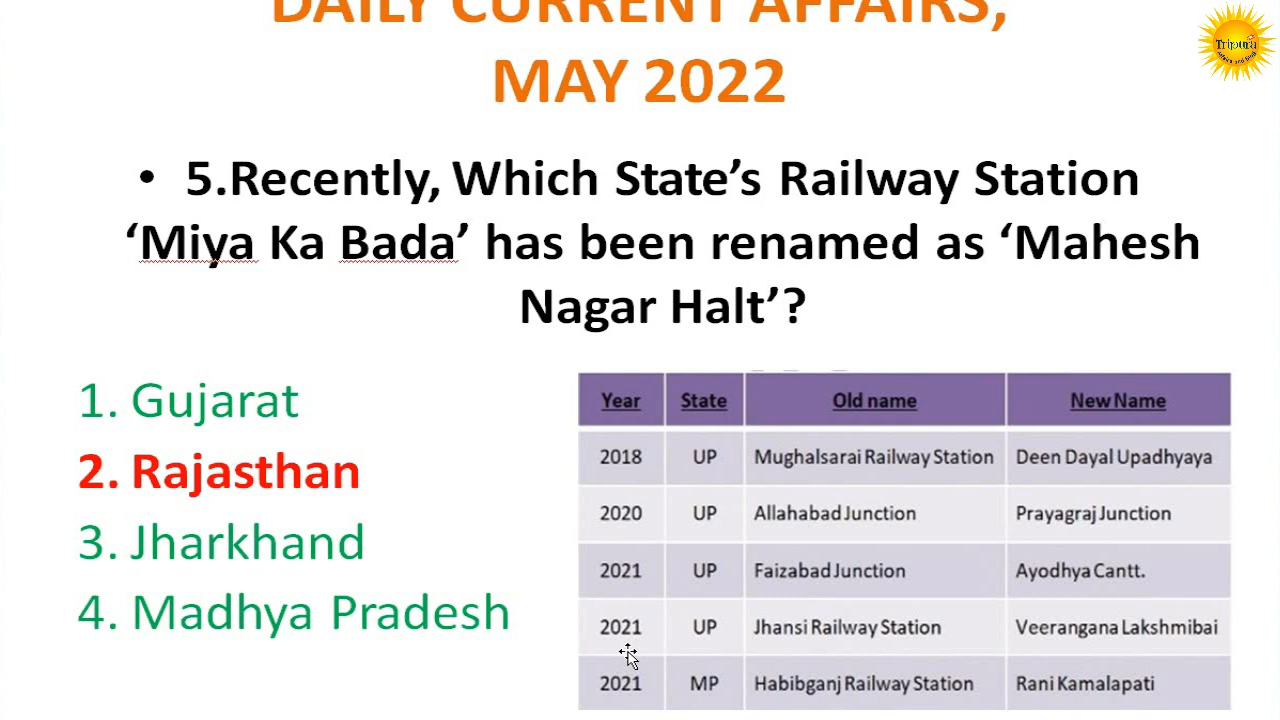 DAILY CURRENT AFFAIRS,
MAY 2022
Tripura
• 5.Recently, Which State’s Railway Station
‘Miya Ka Bada’ has been renamed as ‘Mahesh
Nagar Halt’?
1. Gujarat
2. Rajasthan
3. Jharkhand
4. Madhya Pradesh
Year State Old name New Name
2018 UP Mughalsarai Railway Station Deen Dayal Upadhyaya
2020 UP Allahabad Junction Prayagraj Junction
2021 UP Faizabad Junction Ayodhya Cantt.
2021 UP Jhansi Railway Station Veerangana Lakshmibai
2021 MP Habibganj Railway Station Rani Kamalapati